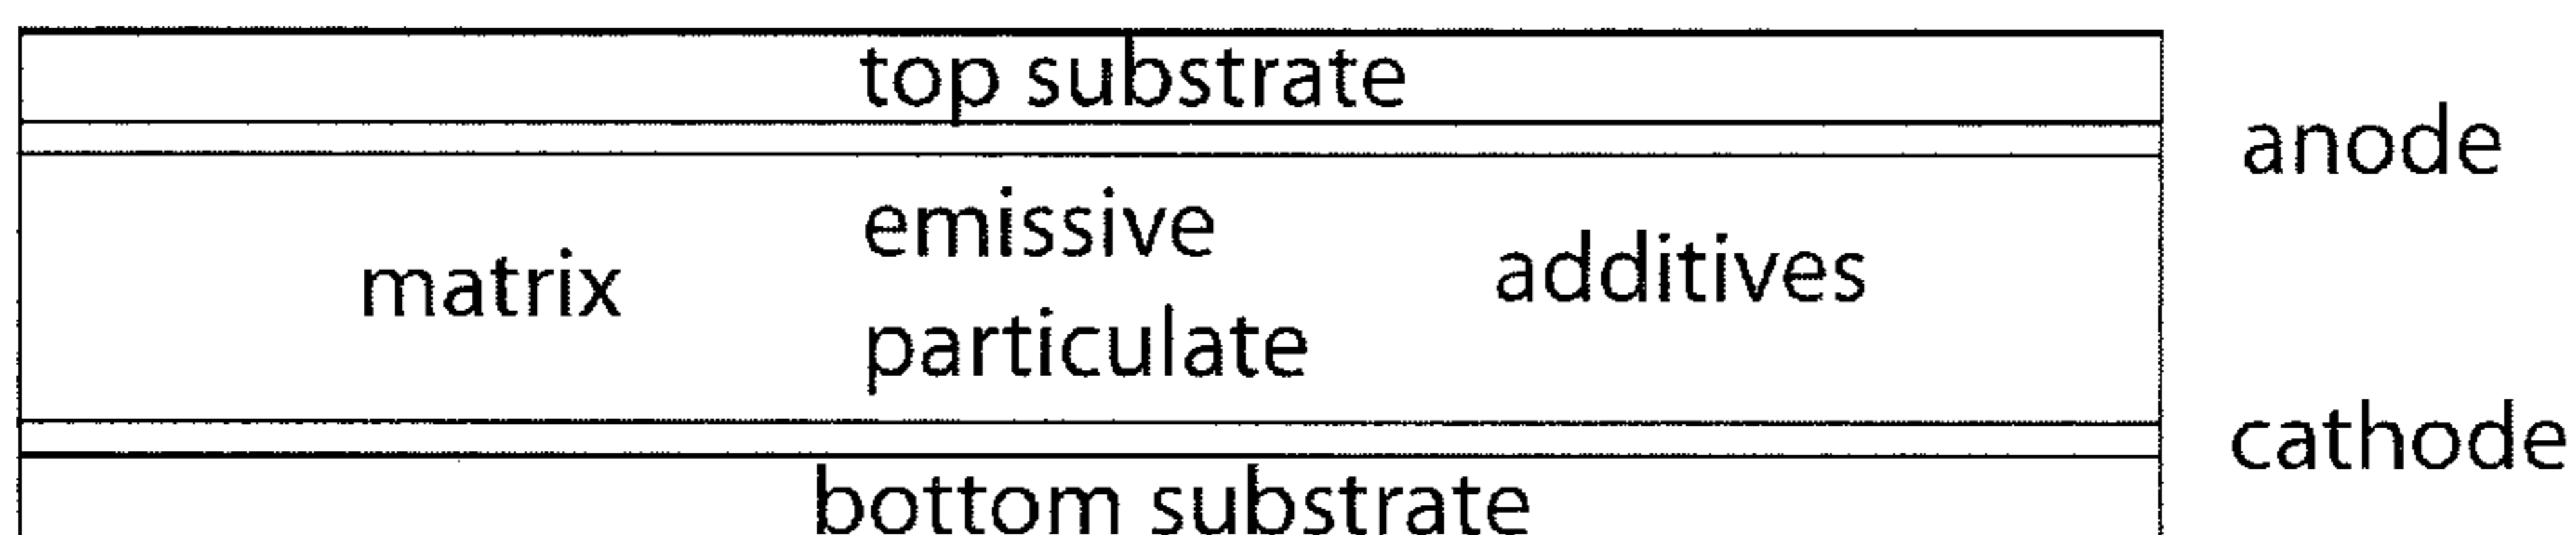 top substrate
anode
emissive
matrix
additives
particulate
cathode
bottom substrate